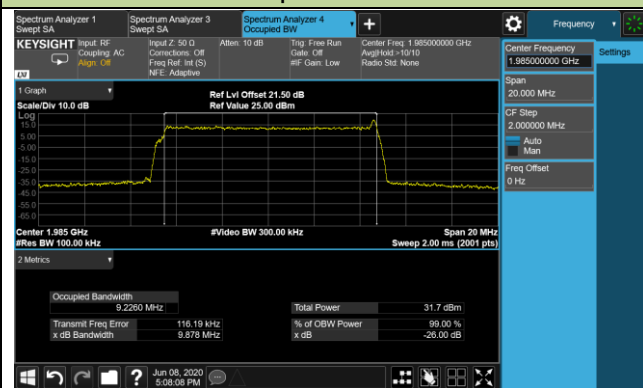 Spectrum Analyzer 1
Swept SA
Spectrum Analyzer 3
Swept SA
Spectrum Analyzer 4
Occupied BW
Frequency
KEYSIGHT
Input: RF
Coupling: AC
Align: Off
Input Z: 50 Ω
Corrections: Off
Freq Ref: Int (S)
NFE: Adaptive
Atten: 10 dB
Trig: Free Run
Gate: Off
#IF Gain: Low
Center Freq: 1.985000000 GHz
Avg|Hold:>10/10
Radio Std: None
LXI
Center Frequency
1.985000000 GHz
Settings
Span
20.000 MHz
CF Step
2.000000 MHz
Auto
Man
Freq Offset
0 Hz
1 Graph
Scale/Div 10.0 dB
Ref Lvl Offset 21.50 dB
Ref Value 25.00 dBm
Log
15.0
5.00
-5.00
-15.0
-25.0
-35.0
-45.0
-55.0
-65.0
Center 1.985 GHz
#Video BW 300.00 kHz
Span 20 MHz
#Res BW 100.00 kHz
Sweep 2.00 ms (2001 pts)
2 Metrics
Occupied Bandwidth
9.2260 MHz
Total Power
31.7 dBm
Transmit Freq Error
116.19 kHz
% of OBW Power
99.00 %
x dB Bandwidth
9.878 MHz
x dB
-26.00 dB
Jun 08, 2020
5:08:08 PM